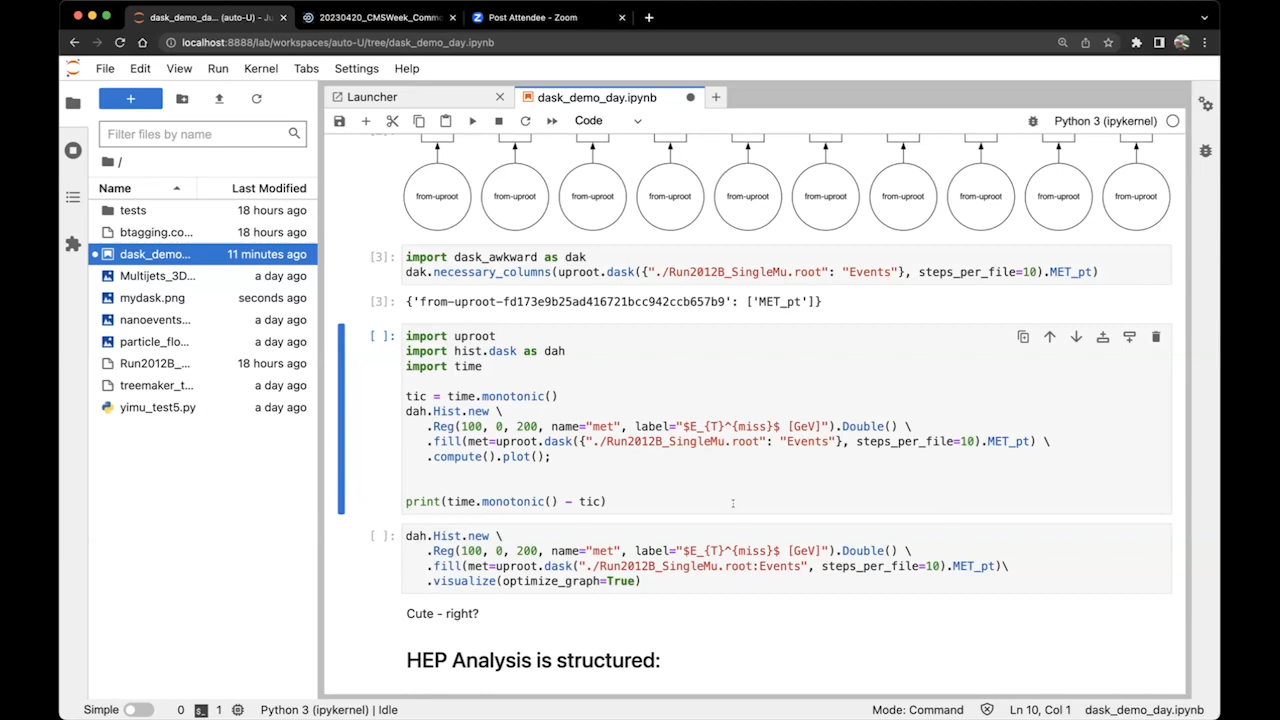 dask_demo_da... (auto-U) - Ju
20230420_CMSWeek_Commo
Post Attendee - Zoom
localhost:8888/lab/workspaces/auto-U/tree/dask_demo_day.ipynb
File Edit View Run Kernel Tabs Settings Help
Launcher
dask_demo_day.ipynb
Code
Python 3 (ipykernel)
Filter files by name
/
Name Last Modified
tests 18 hours ago
btagging.co... 18 hours ago
dask_demo... 11 minutes ago
Multijets_3D... a day ago
mydask.png seconds ago
nanoevents... a day ago
particle_flo... a day ago
Run2012B_... 18 hours ago
treemaker_t... a day ago
yimu_test5.py a day ago
from-uproot from-uproot from-uproot from-uproot from-uproot from-uproot from-uproot from-uproot from-uproot from-uproot
[3]: import dask_awkward as dak
dak.necessary_columns(uproot.dask({"./Run2012B_SingleMu.root": "Events"}, steps_per_file=10).MET_pt)
[3]: {'from-uproot-fd173e9b25ad416721bcc942ccb657b9': ['MET_pt']}
[ ]: import uproot
import hist.dask as dah
import time
tic = time.monotonic()
dah.Hist.new \
.Reg(100, 0, 200, name="met", label="$E_{T}^{miss}$ [GeV]").Double() \
.fill(met=uproot.dask({"./Run2012B_SingleMu.root": "Events"}, steps_per_file=10).MET_pt) \
.compute().plot();
print(time.monotonic() - tic)
[ ]: dah.Hist.new \
.Reg(100, 0, 200, name="met", label="$E_{T}^{miss}$ [GeV]").Double() \
.fill(met=uproot.dask("./Run2012B_SingleMu.root:Events", steps_per_file=10).MET_pt)\
.visualize(optimize_graph=True)
Cute - right?
HEP Analysis is structured:
Simple 0 1 Python 3 (ipykernel) | Idle Mode: Command Ln 10, Col 1 dask_demo_day.ipynb